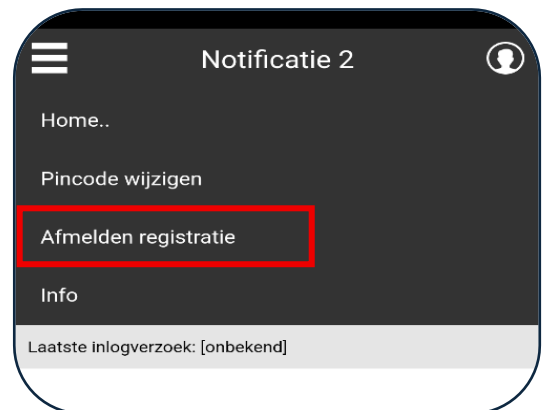 Notificatie 2
Home..
Pincode wijzigen
Afmelden registratie
Info
Laatste inlogverzoek: [onbekend]